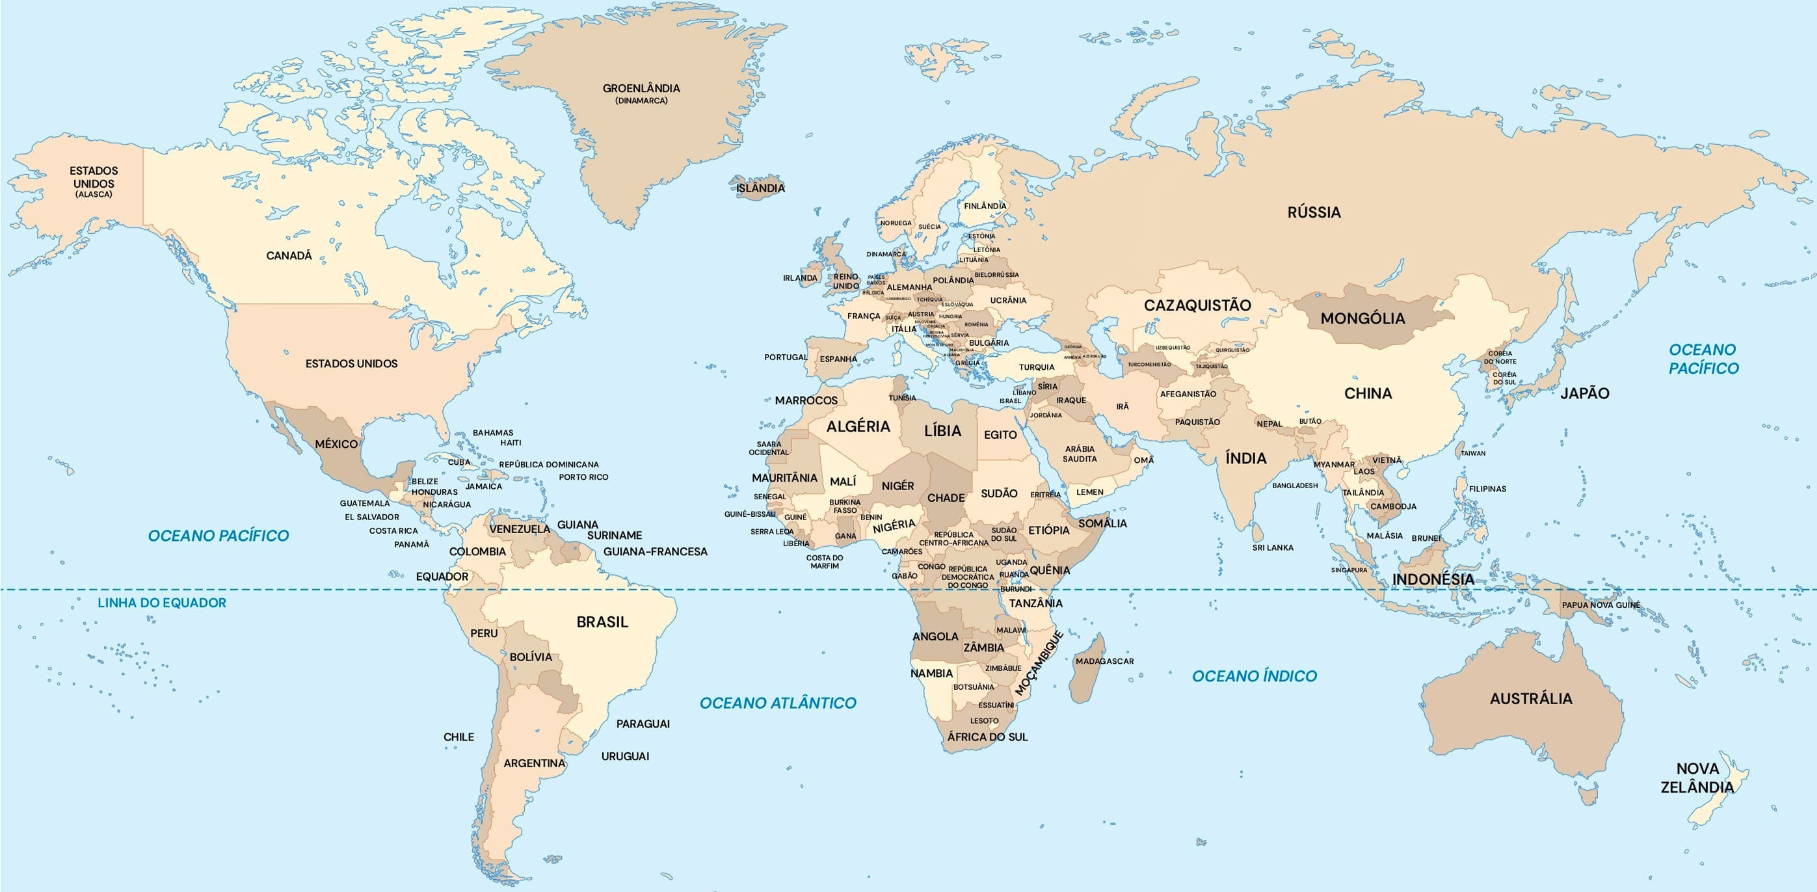 GROENLÂNDIA
(DINAMARCA)
ESTADOS
UNIDOS
(ALASCA)
ISLÂNDIA
CANADÁ
RÚSSIA
FINLÂNDIA
NORUEGA
SUÉCIA
ESTÔNIA
LETÔNIA
LITUÂNIA
DINAMARCA
IRLANDA
REINO
UNIDO
PAÍSES
BAIXOS
BÉLGICA
ALEMANHA
POLÂNDIA
BIELORRÚSSIA
TCHÉQUIA
ESLOVÁQUIA
UCRÂNIA
FRANÇA
SUÍÇA
ÁUSTRIA
HUNGRIA
ROMÊNIA
ITÁLIA
CROÁCIA
SÉRVIA
BULGÁRIA
PORTUGAL
ESPANHA
GRÉCIA
TURQUIA
CAZAQUISTÃO
MONGÓLIA
UZBEQUISTÃO
QUIRGUISTÃO
TURCOMENISTÃO
TAJIQUISTÃO
GEÓRGIA
ARMÊNIA
ESTADOS UNIDOS
OCEANO
PACÍFICO
COREIA
DO NORTE
COREIA
DO SUL
JAPÃO
CHINA
AFEGANISTÃO
IRÃ
SÍRIA
LÍBANO
ISRAEL
IRAQUE
JORDÂNIA
PAQUISTÃO
NEPAL
BUTÃO
MARROCOS
TUNÍSIA
ALGÉRIA
LÍBIA
EGITO
SAARA
OCIDENTAL
ARÁBIA
SAUDITA
OMÃ
ÍNDIA
MYANMAR
VIETNÃ
LAOS
TAIWAN
BANGLADESH
TAILÂNDIA
CAMBODJA
FILIPINAS
MÉXICO
BAHAMAS
HAITI
CUBA
REPÚBLICA DOMINICANA
PORTO RICO
JAMAICA
BELIZE
HONDURAS
GUATEMALA
NICARÁGUA
EL SALVADOR
COSTA RICA
PANAMÁ
MAURITÂNIA
MALÍ
NIGÉR
CHADE
SUDÃO
ERITRÉIA
LEMEN
SENEGAL
GUINÉ-BISSAU
GUINÉ
BURKINA
FASSO
BENIN
NIGÉRIA
SERRA LEOA
LIBÉRIA
GANA
COSTA DO
MARFIM
CAMARÕES
REPÚBLICA
CENTRO-AFRICANA
SUDÃO
DO SUL
ETIÓPIA
SOMÁLIA
OCEANO PACÍFICO
VENEZUELA
GUIANA
SURINAME
GUIANA-FRANCESA
COLOMBIA
EQUADOR
GABÃO
CONGO
REPÚBLICA
DEMOCRÁTICA
DO CONGO
UGANDA
RUANDA
QUÊNIA
BURUNDI
SRI LANKA
MALÁSIA
BRUNEI
SINGAPURA
INDONÉSIA
LINHA DO EQUADOR
TANZÂNIA
PAPUA NOVA GUINÉ
BRASIL
PERU
BOLÍVIA
ANGOLA
MALAWI
ZÂMBIA
MOÇAMBIQUE
MADAGASCAR
NAMBIA
ZIMBÁBUE
BOTSUÂNIA
OCEANO ÍNDICO
OCEANO ATLÂNTICO
ESSUATÍNI
LESOTO
ÁFRICA DO SUL
AUSTRÁLIA
PARAGUAI
CHILE
URUGUAI
ARGENTINA
NOVA
ZELÂNDIA